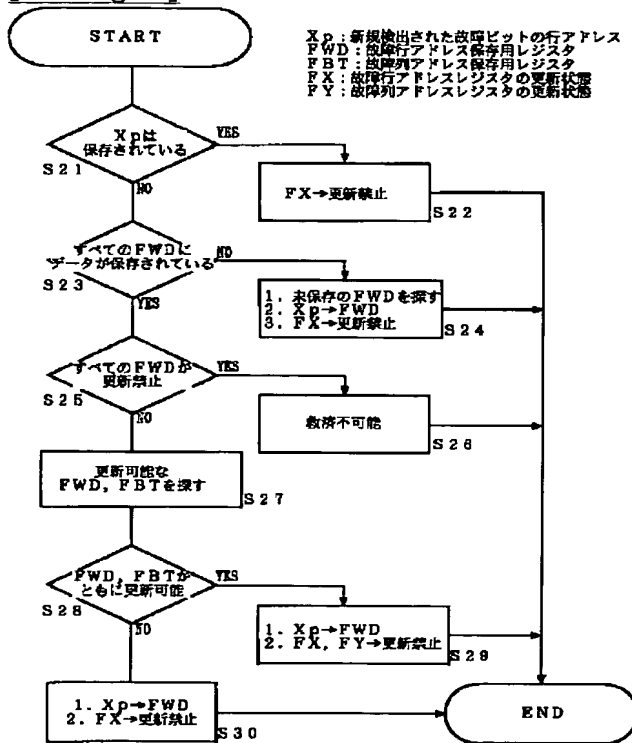 START
Xp：新規検出された故障ビットの行アドレス
FWD：故障行アドレス保存用レジスタ
FBT：故障列アドレス保存用レジスタ
FX：故障行アドレスレジスタの更新状態
FY：故障列アドレスレジスタの更新状態
Xpは
保存されている
YES
S21
NO
FX→更新禁止
S22
すべてのFWDに
データが保存されている
NO
S23
YES
1. 未保存のFWDを探す
2. Xp→FWD
3. FX→更新禁止
S24
すべてのFWDが
更新禁止
YES
S25
NO
救済不可能
S26
更新可能な
FWD, FBTを探す
S27
FWD, FBTが
ともに更新可能
YES
S28
NO
1. Xp→FWD
2. FX, FY→更新禁止
S29
1. Xp→FWD
2. FX→更新禁止
S30
END